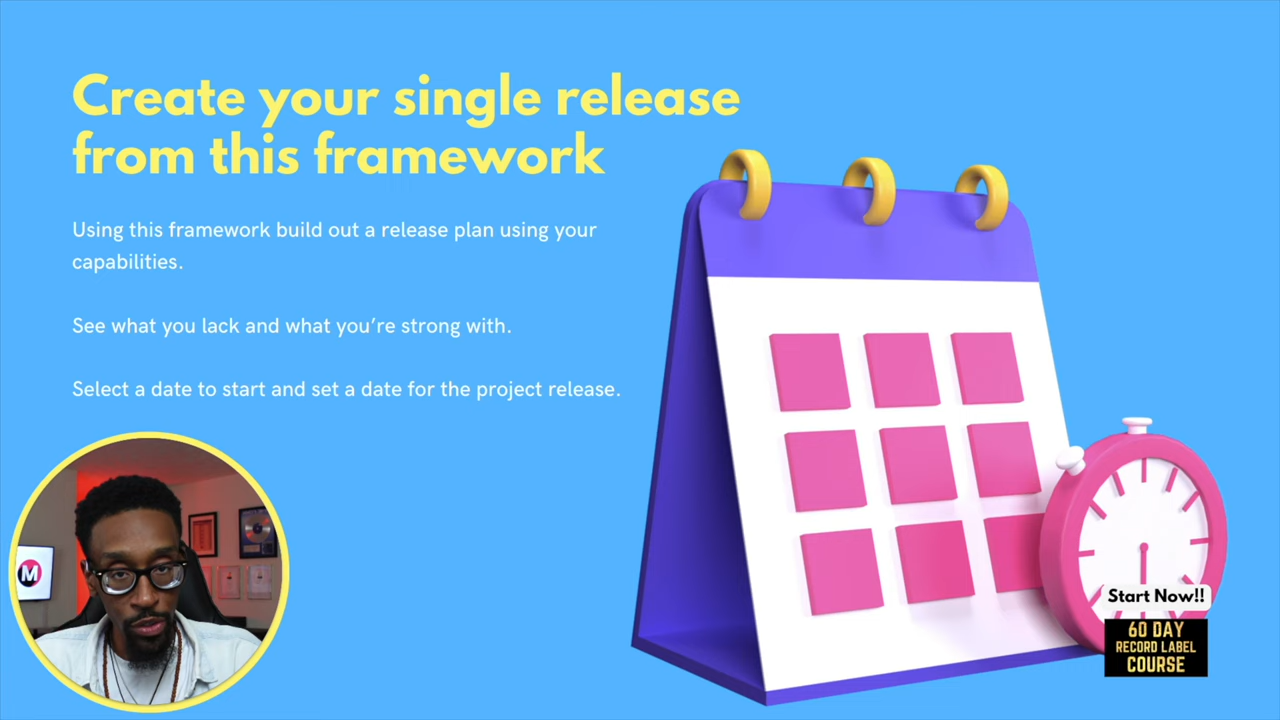 Create your single release
from this framework
Using this framework build out a release plan using your
capabilities.
See what you lack and what you’re strong with.
Select a date to start and set a date for the project release.
M
Start Now!!
60 DAY
RECORD LABEL
COURSE